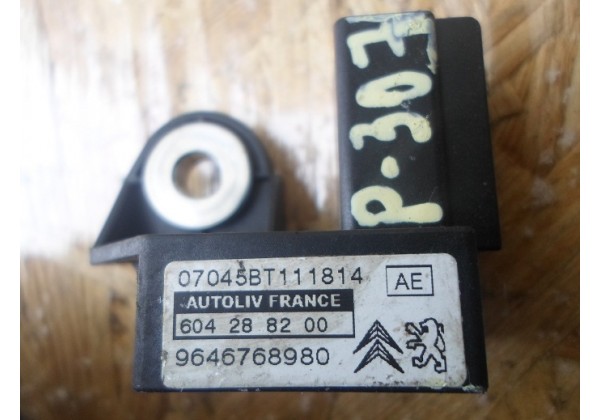 P-307
07045BT111814
AE
AUTOLIV FRANCE
604 28 82 00
9646768980